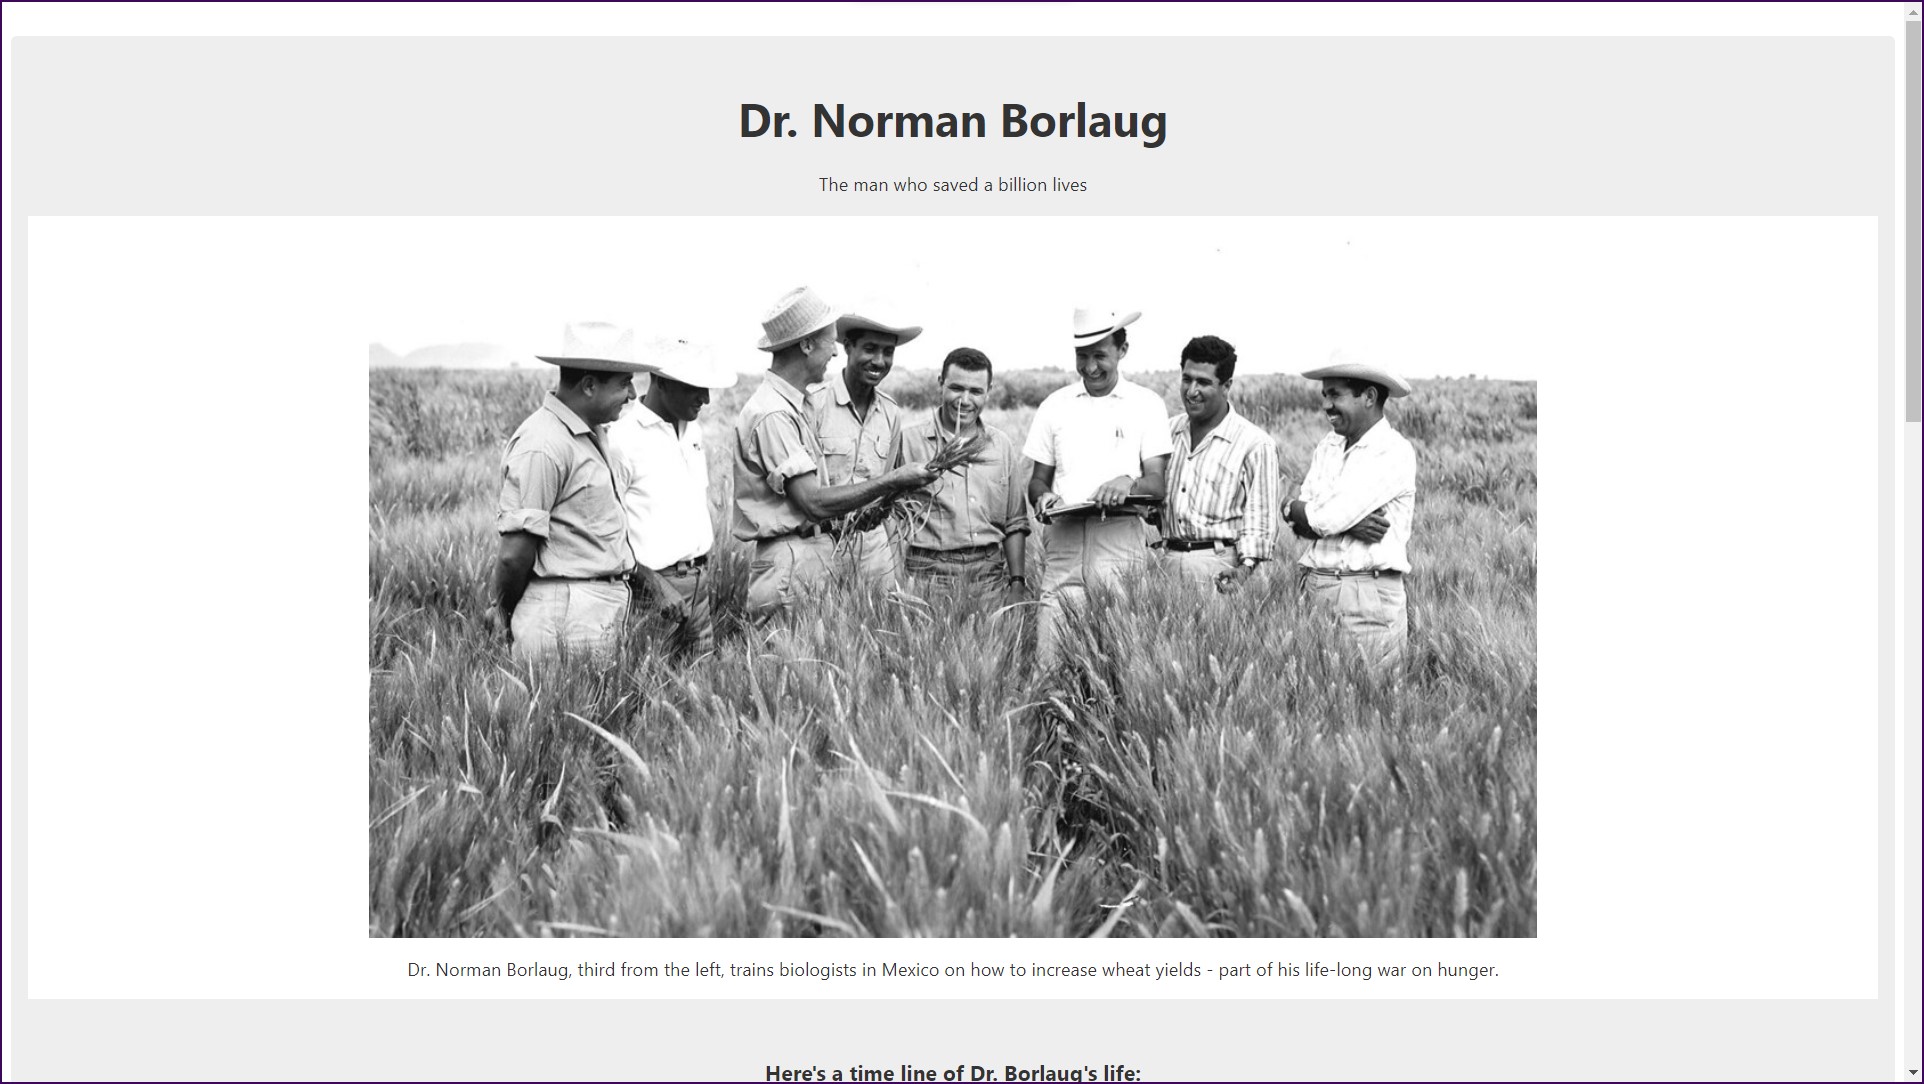 Dr. Norman Borlaug
The man who saved a billion lives
Dr. Norman Borlaug, third from the left, trains biologists in Mexico on how to increase wheat yields - part of his life-long war on hunger.
Here's a time line of Dr. Borlaug's life: